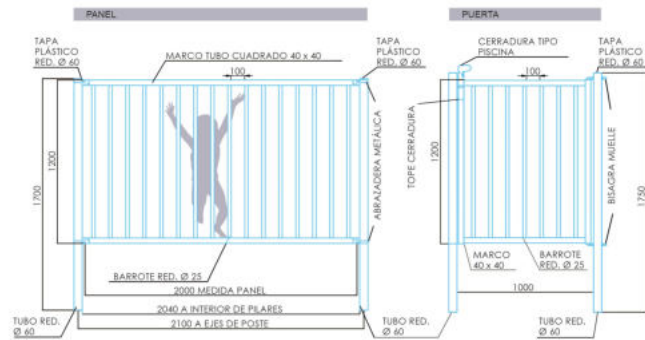 PANEL
PUERTA
TAPA
PLÁSTICO
RED. Ø 60
MARCO TUBO CUADRADO 40 x 40
100
TAPA
PLÁSTICO
RED. Ø 60
CERRADURA TIPO
PISCINA
100
TAPA
PLÁSTICO
RED. Ø 60
1700
1200
ABRAZADERA METÁLICA
TOPE CERRADURA
1200
BISAGRA MUELLE
1750
BARROTE RED. Ø 25
MARCO
40 x 40
BARROTE
RED. Ø 25
2000 MEDIDA PANEL
1000
2040 A INTERIOR DE PILARES
2100 A EJES DE POSTE
TUBO RED.
Ø 60
TUBO RED.
Ø 60
TUBO RED.
Ø 60